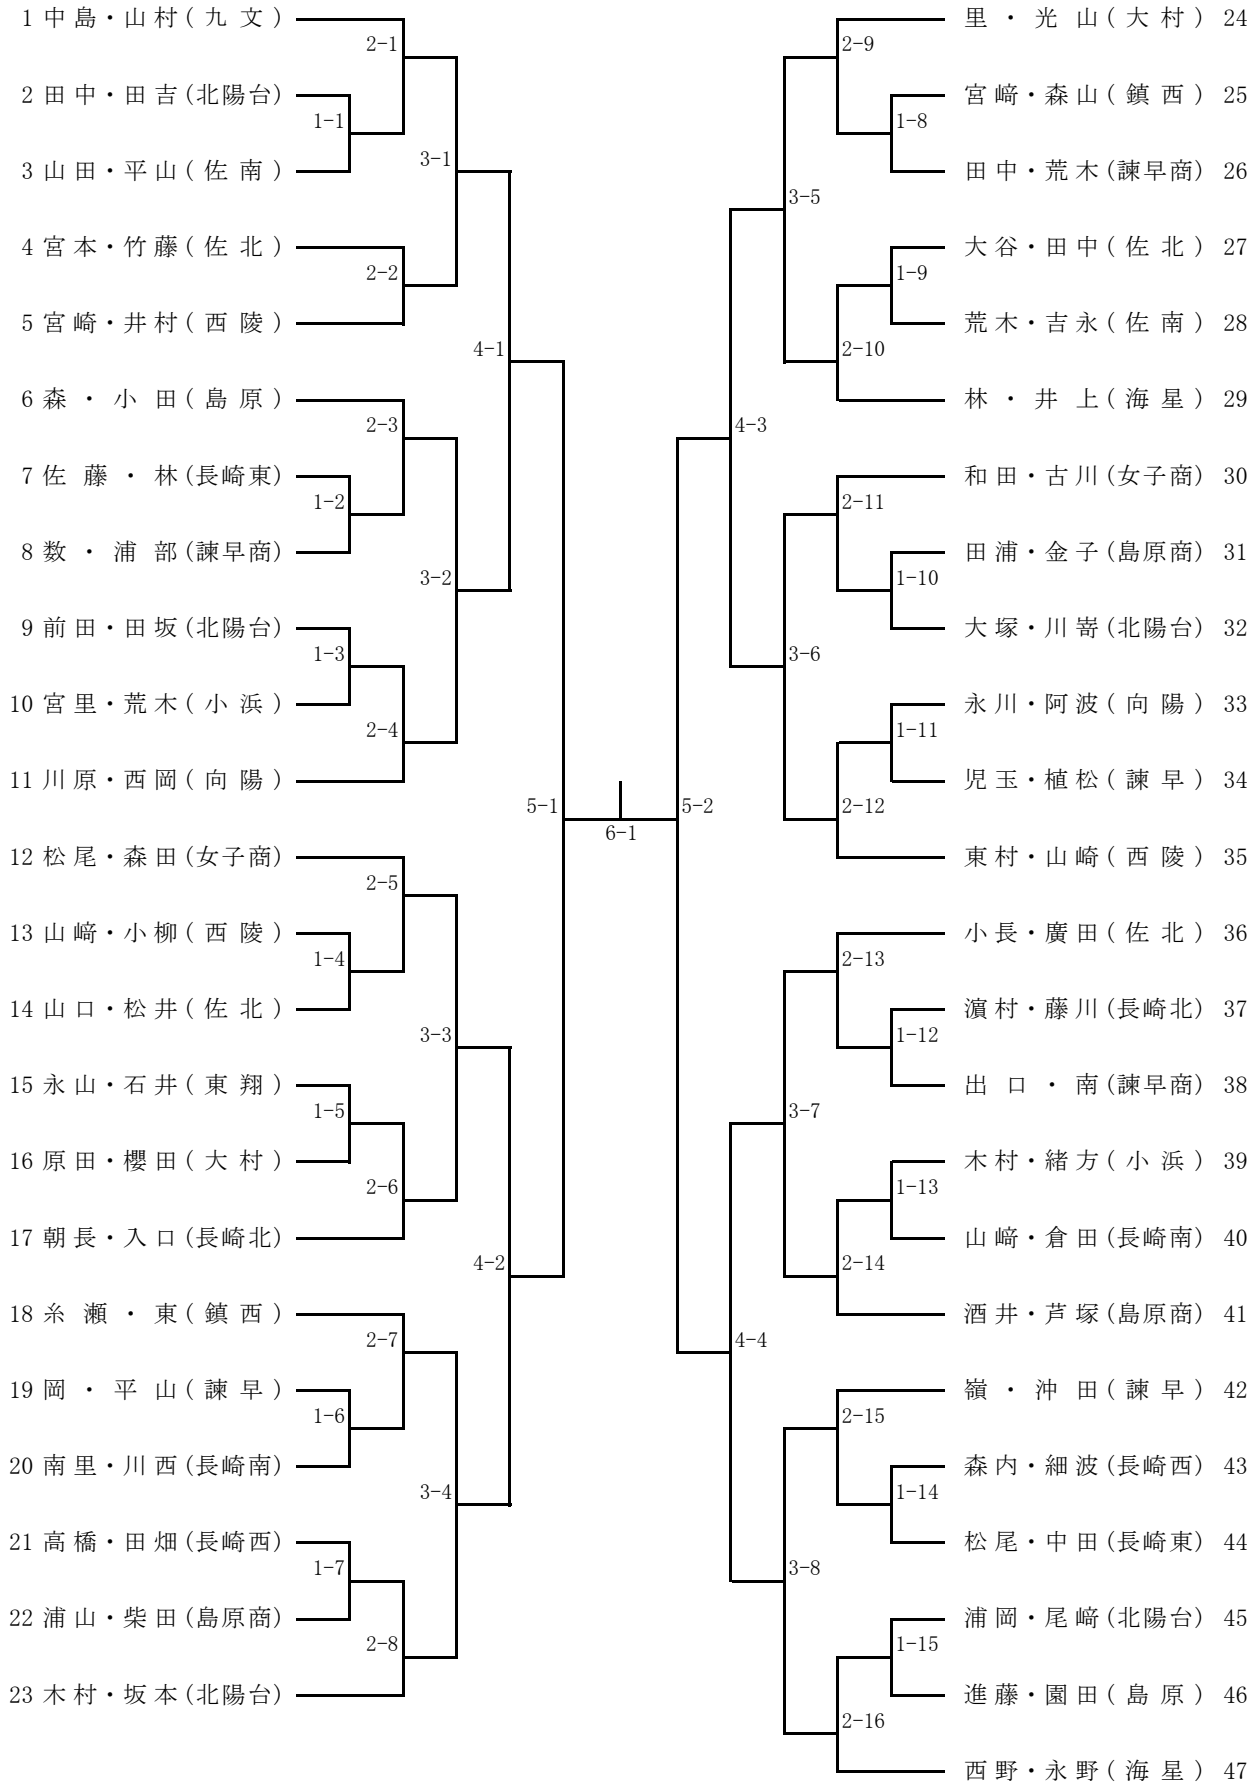 1 中島・山村(九文)
2-1
2 田中・田吉(北陽台)
1-1
3 山田・平山(佐南)
3-1
4 宮本・竹藤(佐北)
2-2
5 宮崎・井村(西陵)
4-1
6 森・小田(島原)
2-3
7 佐藤・林(長崎東)
1-2
8 数・浦部(諫早商)
3-2
9 前田・田坂(北陽台)
1-3
10 宮里・荒木(小浜)
2-4
11 川原・西岡(向陽)
5-1
12 松尾・森田(女子商)
2-5
13 山﨑・小柳(西陵)
1-4
14 山口・松井(佐北)
3-3
15 永山・石井(東翔)
1-5
16 原田・櫻田(大村)
2-6
17 朝長・入口(長崎北)
4-2
18 糸瀬・東(鎮西)
2-7
19 岡・平山(諫早)
1-6
20 南里・川西(長崎南)
3-4
21 高橋・田畑(長崎西)
1-7
22 浦山・柴田(島原商)
2-8
23 木村・坂本(北陽台)
6-1
里・光山(大村) 24
2-9
宮﨑・森山(鎮西) 25
1-8
田中・荒木(諫早商) 26
3-5
大谷・田中(佐北) 27
1-9
荒木・吉永(佐南) 28
2-10
林・井上(海星) 29
4-3
和田・古川(女子商) 30
2-11
田浦・金子(島原商) 31
1-10
大塚・川嵜(北陽台) 32
3-6
永川・阿波(向陽) 33
1-11
児玉・植松(諫早) 34
2-12
5-2
東村・山崎(西陵) 35
小長・廣田(佐北) 36
2-13
濵村・藤川(長崎北) 37
1-12
出口・南(諫早商) 38
3-7
木村・緒方(小浜) 39
1-13
山﨑・倉田(長崎南) 40
2-14
酒井・芦塚(島原商) 41
4-4
嶺・沖田(諫早) 42
2-15
森内・細波(長崎西) 43
1-14
松尾・中田(長崎東) 44
3-8
浦岡・尾﨑(北陽台) 45
1-15
進藤・園田(島原) 46
2-16
西野・永野(海星) 47